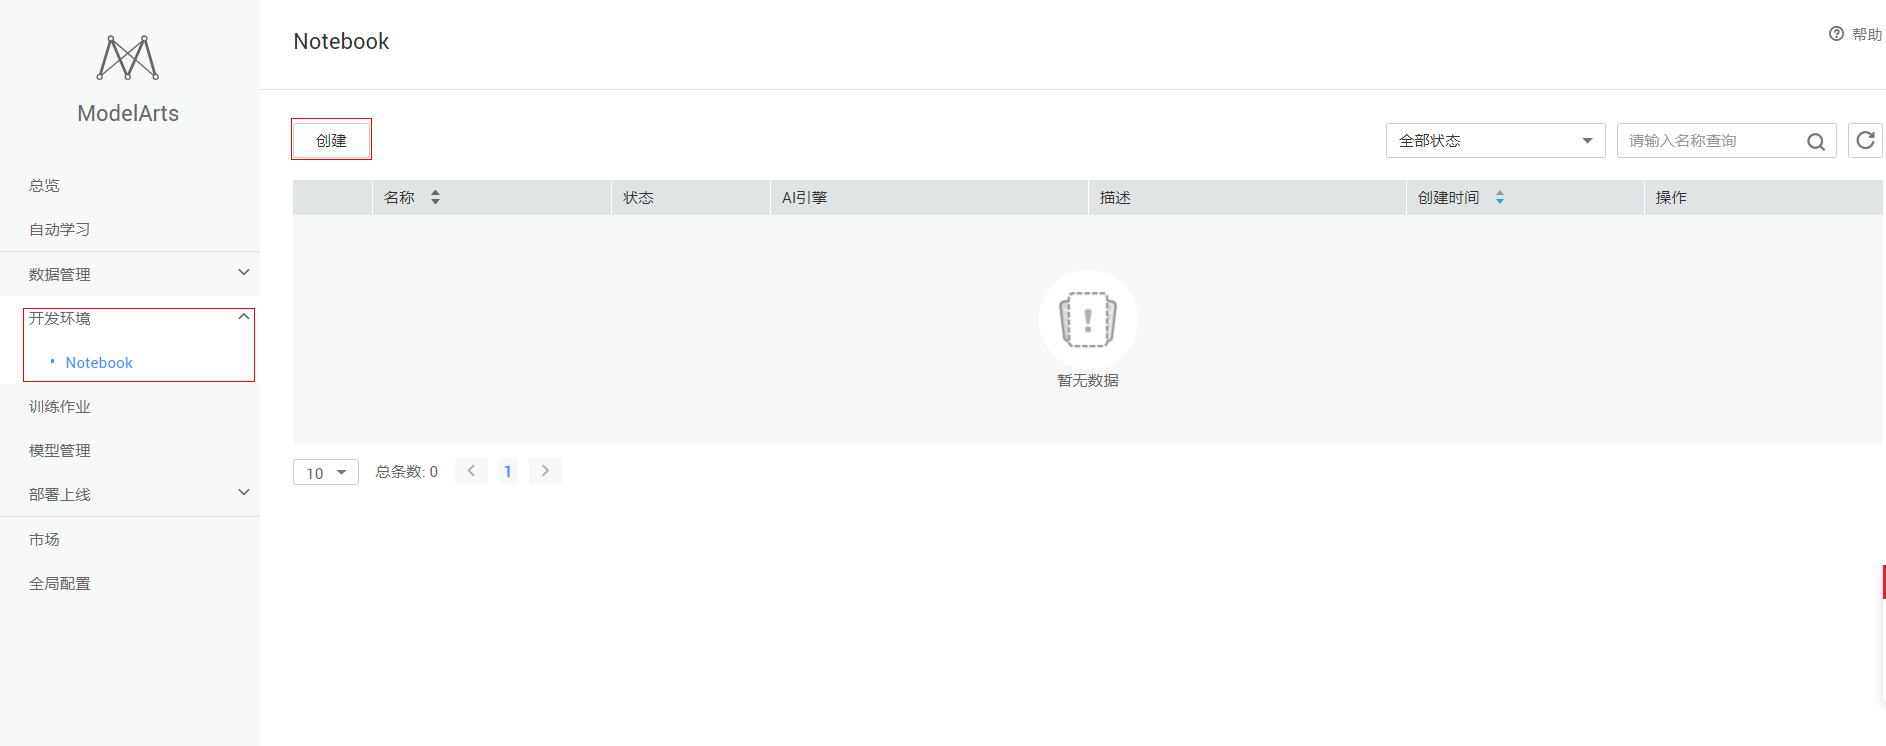 ModelArts
总览
自动学习
数据管理
开发环境
Notebook
训练作业
模型管理
部署上线
市场
全局配置
Notebook
帮助
创建
全部状态
请输入名称查询
名称 状态 AI引擎 描述 创建时间 操作
暂无数据
10 总条数: 0 < 1 >